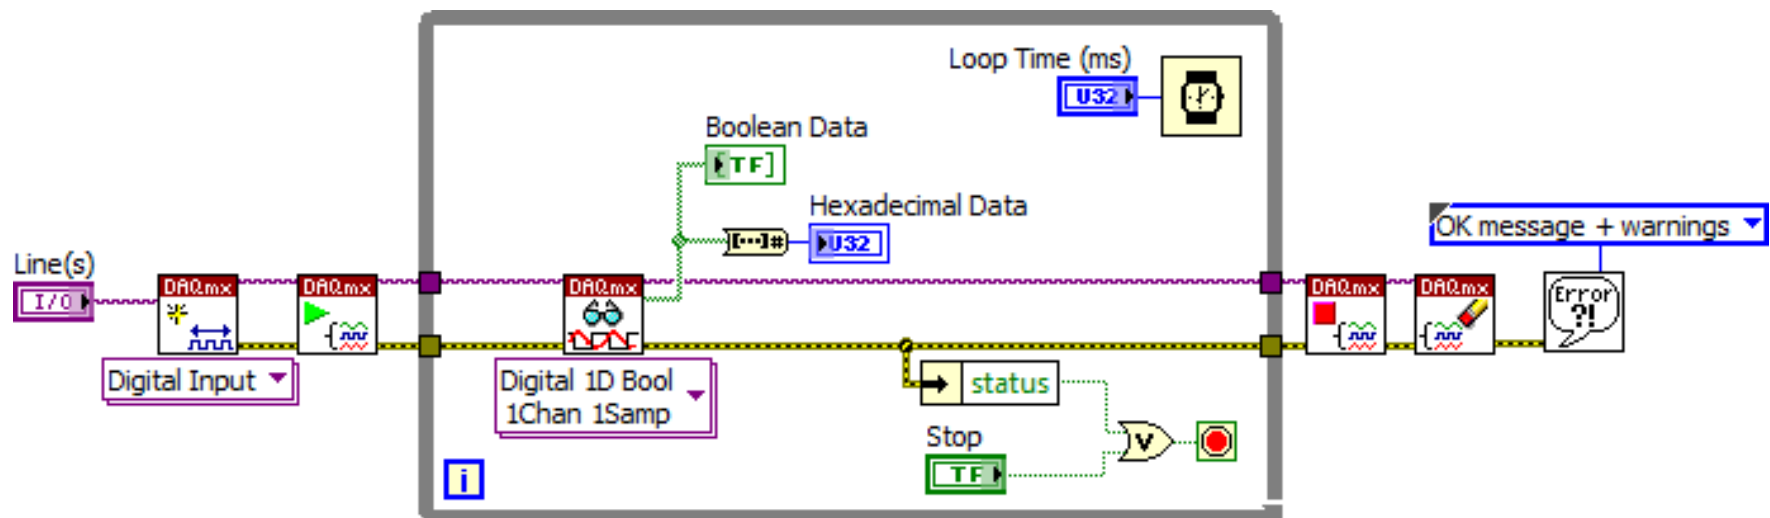 Loop Time (ms)
U32
Boolean Data
[TF]
Hexadecimal Data
[···]#
U32
OK message + warnings
Line(s)
I/O
DAQmx
DAQmx
DAQmx
DAQmx
DAQmx
Error
?!
Digital Input
Digital 1D Bool
1Chan 1Samp
status
Stop
TF
V
i